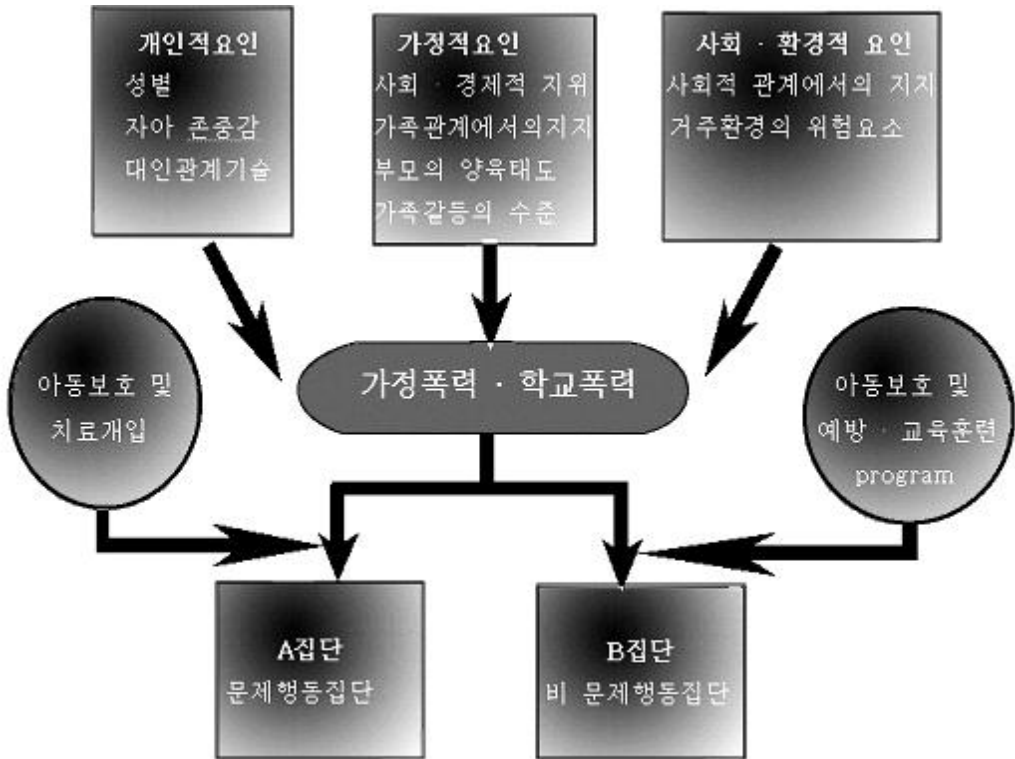 개인적요인
성별
자아 존중감
대인관계기술
가정적요인
사회 · 경제적 지위
가족관계에서의지지
부모의 양육태도
가족갈등의 수준
사회 · 환경적 요인
사회적 관계에서의 지지
거주환경의 위험요소
아동보호 및
치료개입
가정폭력 · 학교폭력
아동보호 및
예방 · 교육훈련
program
A집단
문제행동집단
B집단
비 문제행동집단